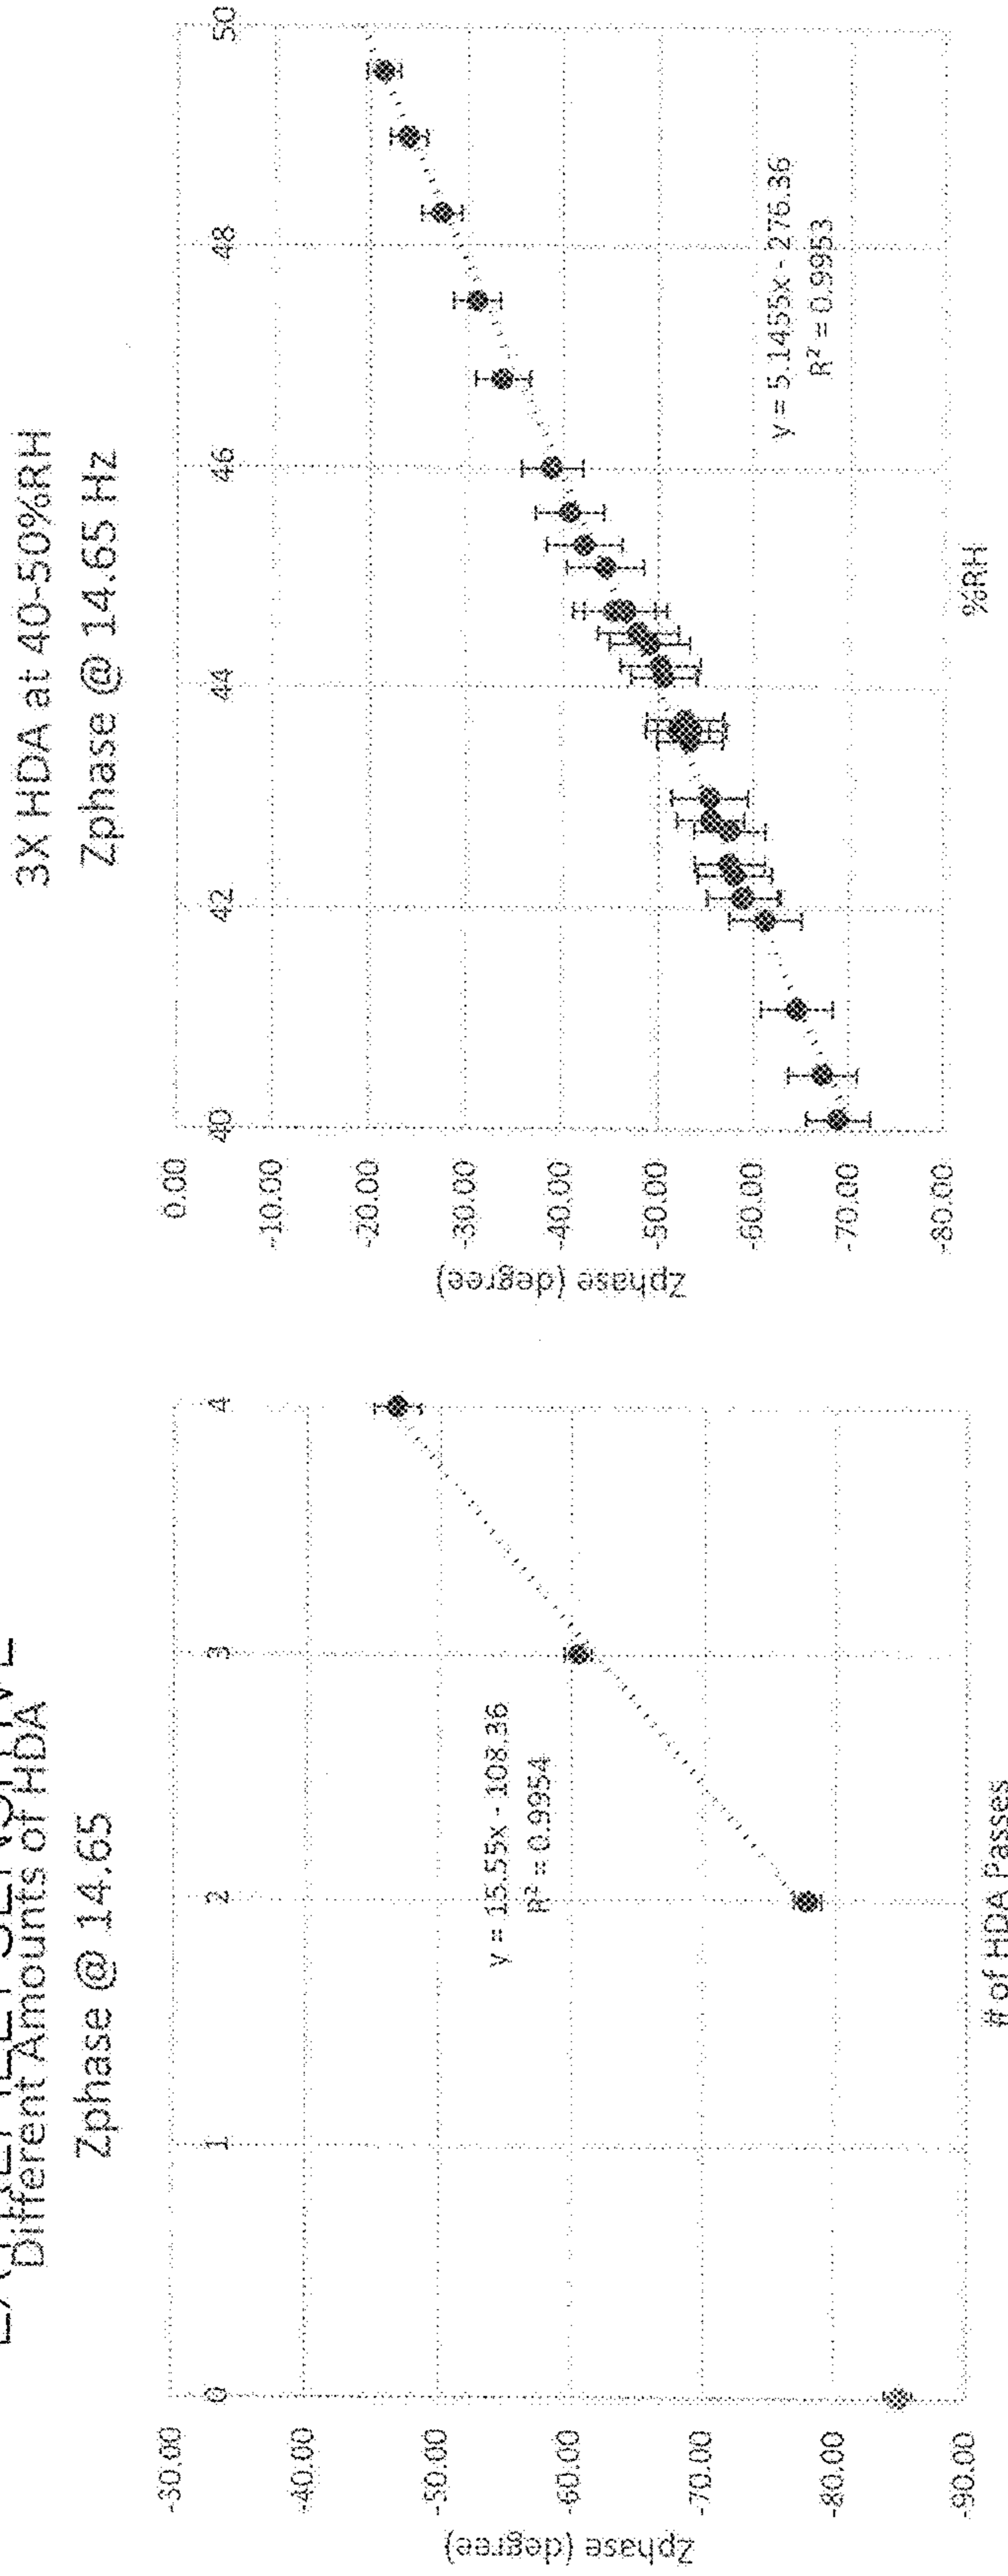 Different Amounts of HDA
Zphase @ 14.65
-30.00
-40.00
-50.00
-60.00
-70.00
-80.00
-90.00
Zphase (degree)
0
1
2
3
4
y = 15.55x - 108.36
R² = 0.9954
# of HDA Passes
3X HDA at 40-50%RH
Zphase @ 14.65 Hz
0.00
-10.00
-20.00
-30.00
-40.00
-50.00
-60.00
-70.00
-80.00
Zphase (degree)
40
42
44
46
48
50
y = 5.1455x - 276.36
R² = 0.9953
%RH